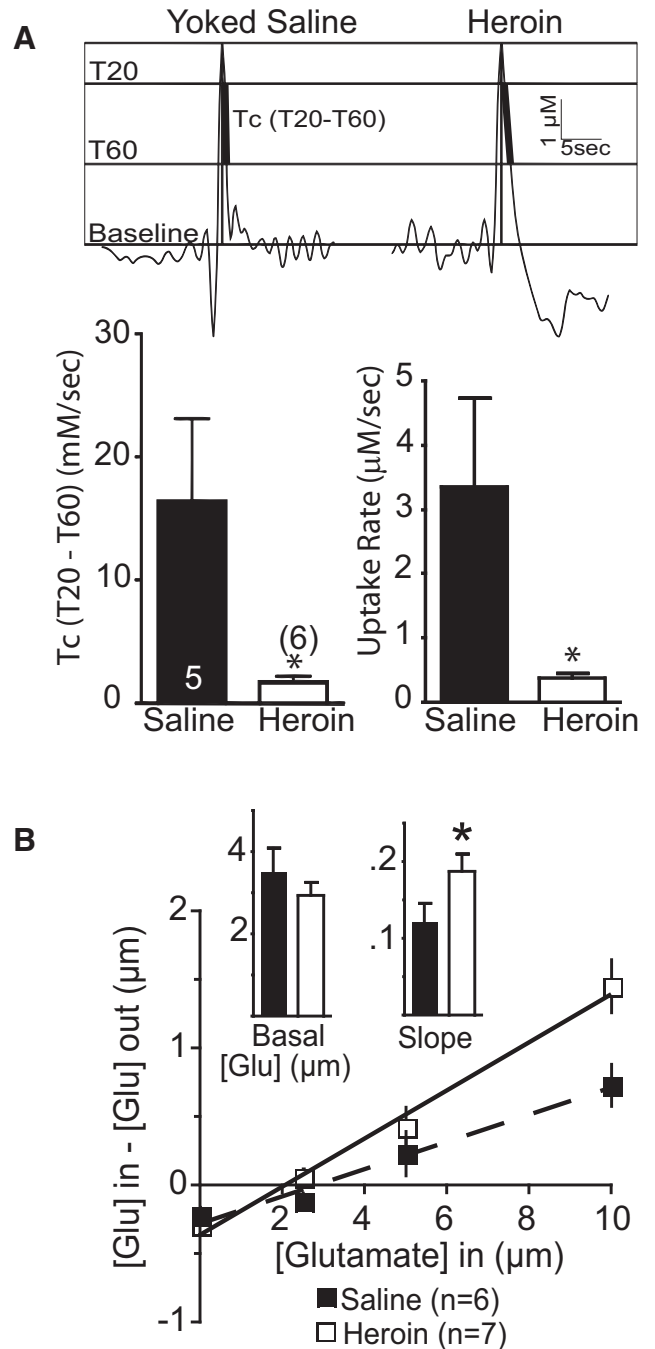 A
Yoked Saline
Heroin
T20
Tc (T20-T60)
1 µM
5sec
T60
Baseline
Tc (T20 - T60) (mM/sec)
30
20
10
0
5
(6)
*
Saline
Heroin
Uptake Rate (µM/sec)
5
4
3
2
1
0
*
Saline
Heroin
B
4
2
Basal
[Glu] (µm)
.2
.1
*
Slope
[Glu] in - [Glu] out (µm)
2
1
0
-1
2
4
6
8
10
[Glutamate] in (µm)
Saline (n=6)
Heroin (n=7)